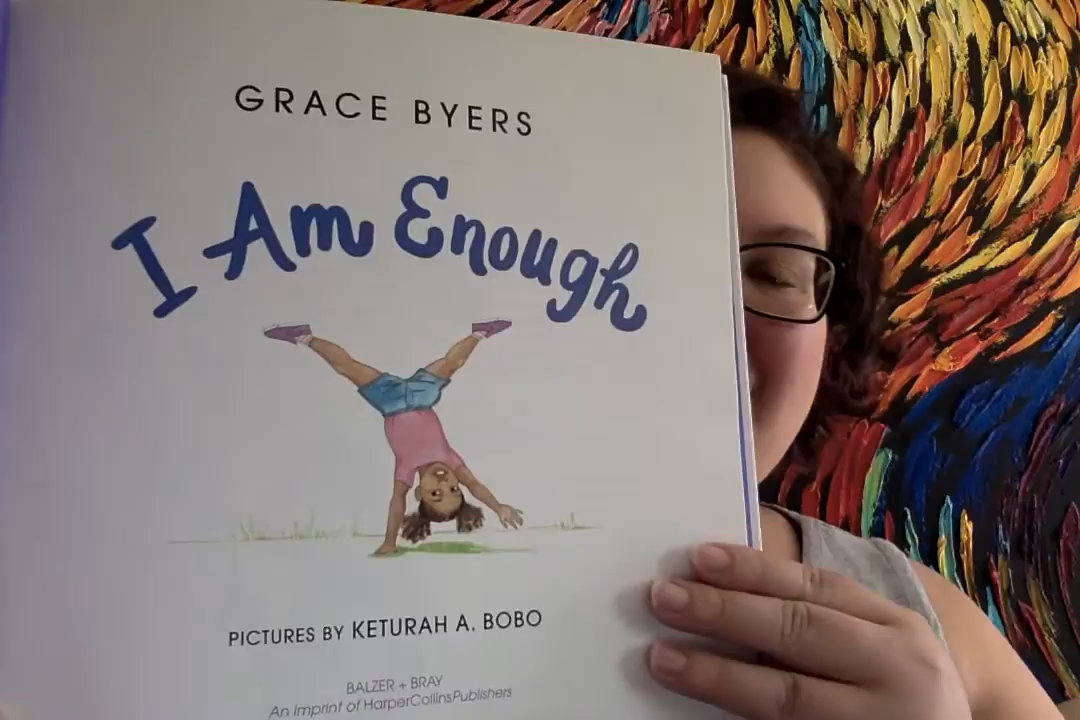 GRACE BYERS
I Am Enough
PICTURES BY KETURAH A. BOBO
BALZER + BRAY
An Imprint of HarperCollinsPublishers